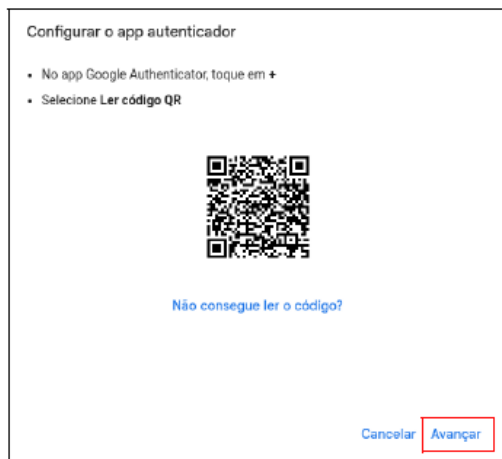 Configurar o app autenticador
• No app Google Authenticator, toque em +
• Selecione Ler código QR
Não consegue ler o código?
Cancelar Avançar